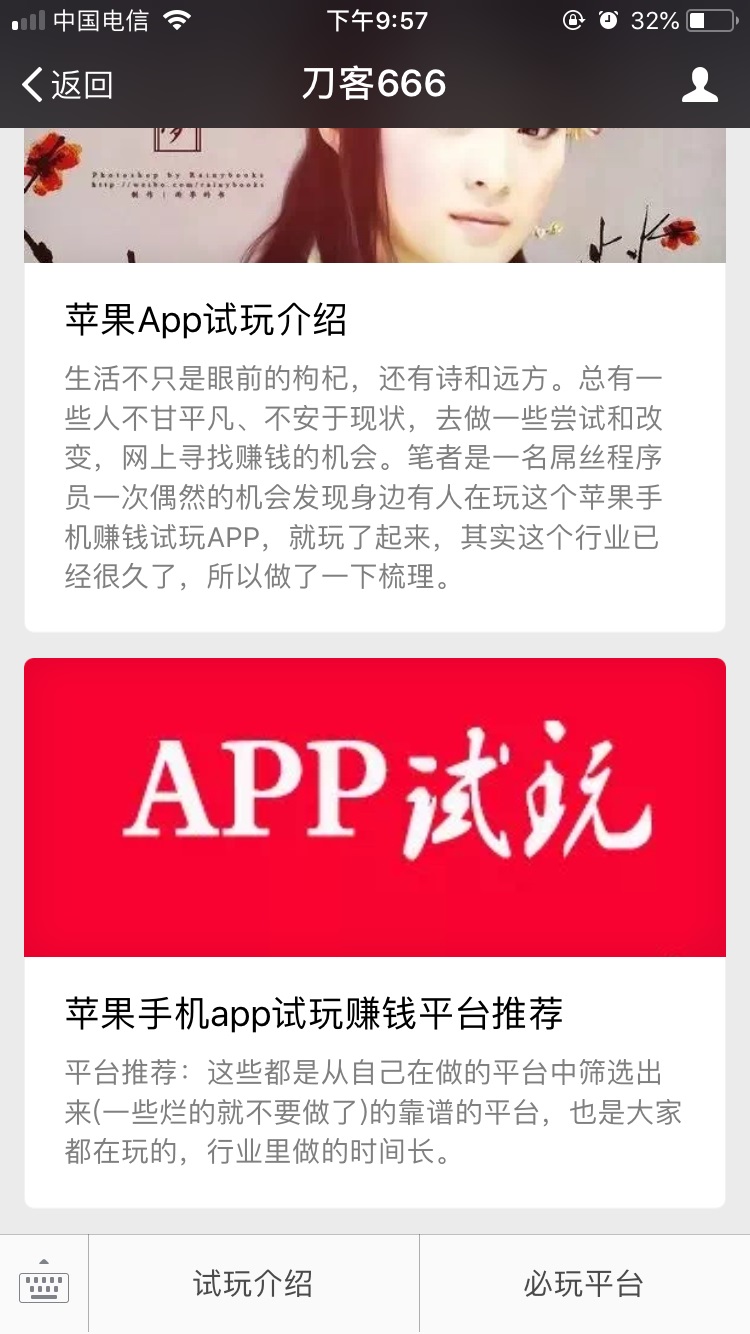 中国电信
下午9:57
32%
返回
刀客666
梦
Photoshop by Rainybooks
http://weibo.com/rainybooks
苹果App试玩介绍
生活不只是眼前的枸杞，还有诗和远方。总有一
些人不甘平凡、不安于现状，去做一些尝试和改
变，网上寻找赚钱的机会。笔者是一名屌丝程序
员一次偶然的机会发现身边有人在玩这个苹果手
机赚钱试玩APP，就玩了起来，其实这个行业已
经很久了，所以做了一下梳理。
APP试玩
苹果手机app试玩赚钱平台推荐
平台推荐：这些都是从自己在做的平台中筛选出
来(一些烂的就不要做了)的靠谱的平台，也是大家
都在玩的，行业里做的时间长。
试玩介绍
必玩平台